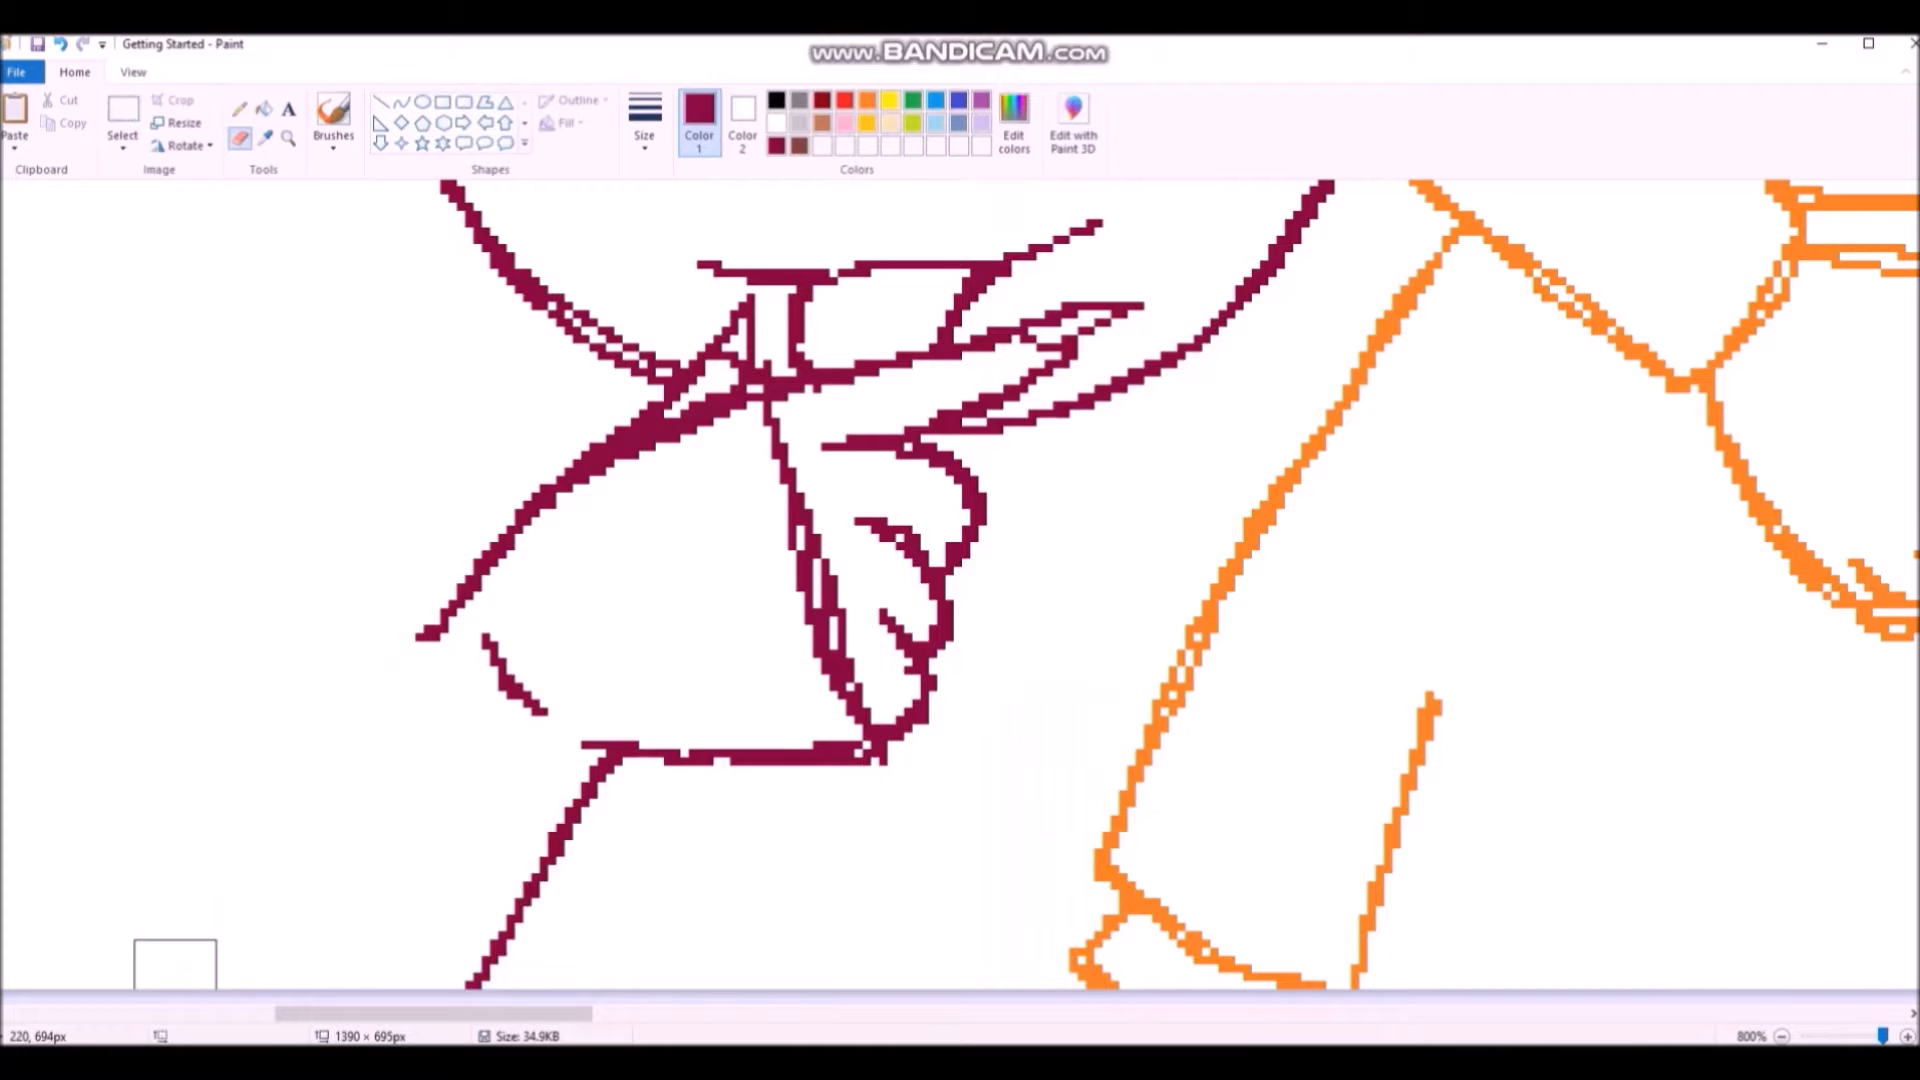 Getting Started - Paint
www.BANDICAM.com
File Home View
Cut
Copy
Paste
Clipboard
Select
Crop
Resize
Rotate
Image
A
Tools
Brushes
Outline
Fill
Shapes
Size
Color 1
Color 2
Edit colors
Edit with Paint 3D
Colors
220, 694px
1390 × 695px
Size: 34.9KB
800%